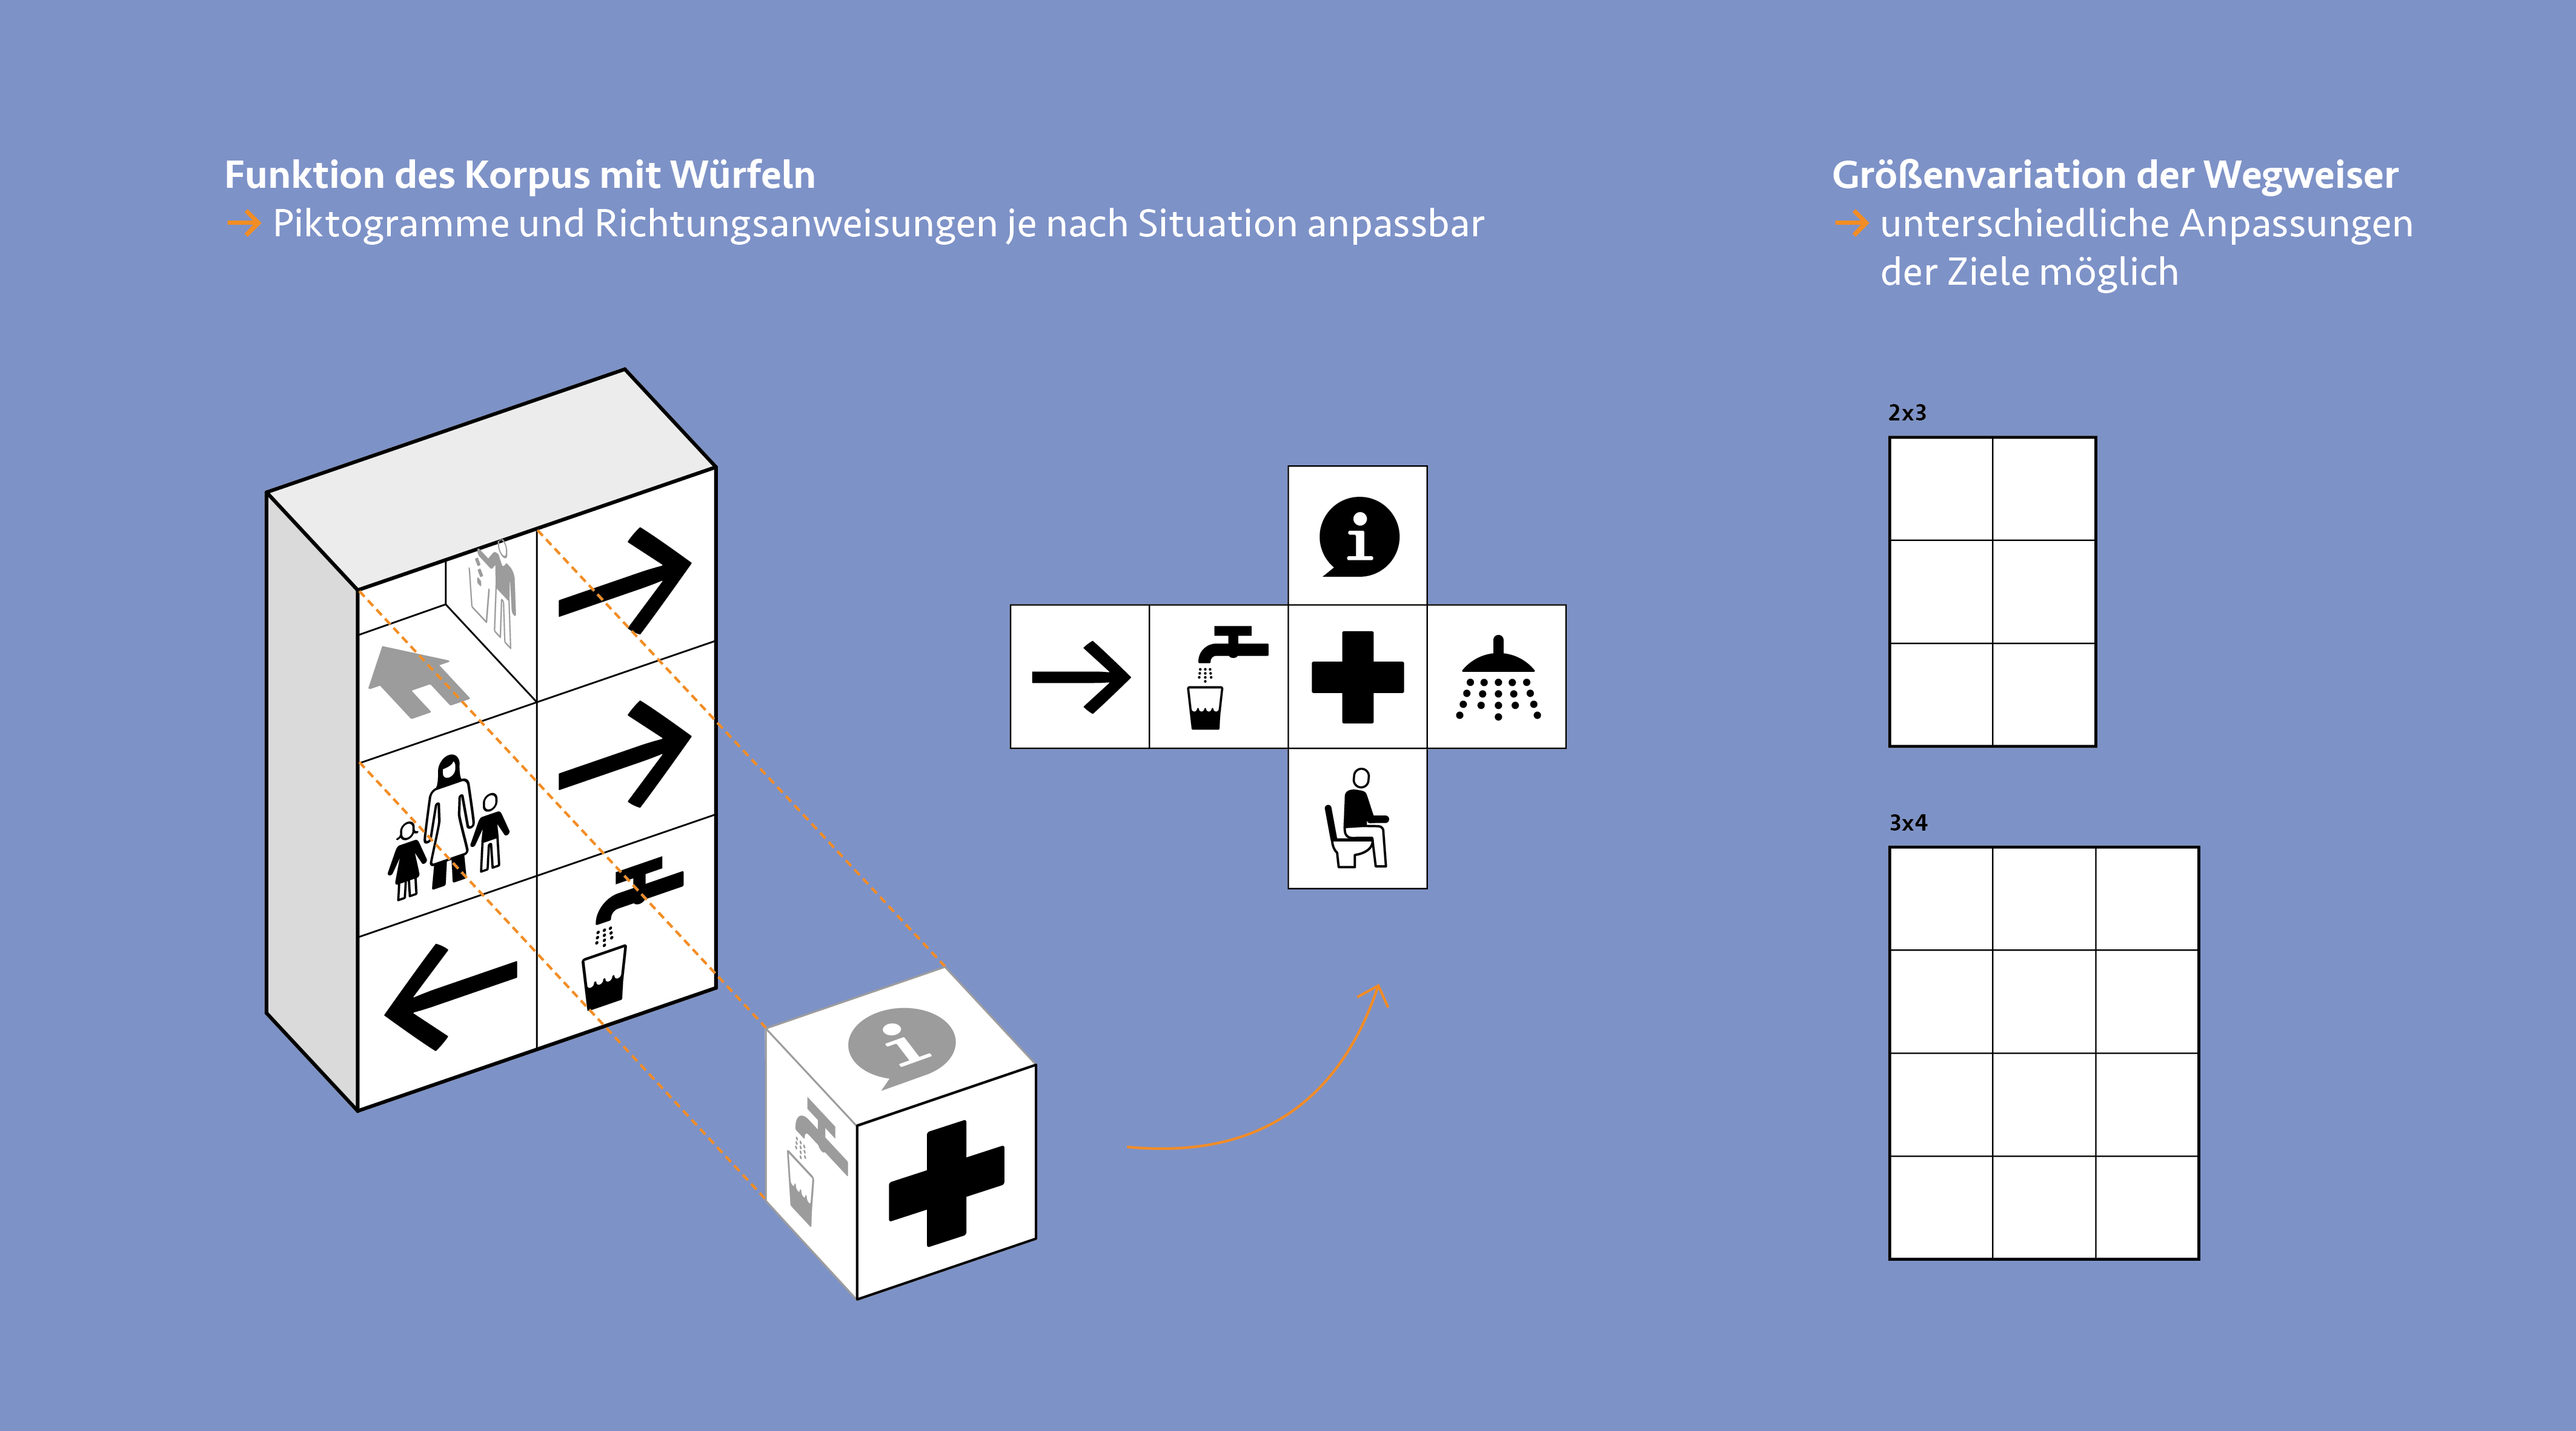 Funktion des Korpus mit Würfeln
→ Piktogramme und Richtungsanweisungen je nach Situation anpassbar
Größenvariation der Wegweiser
→ unterschiedliche Anpassungen
der Ziele möglich
2x3
3x4
i
i